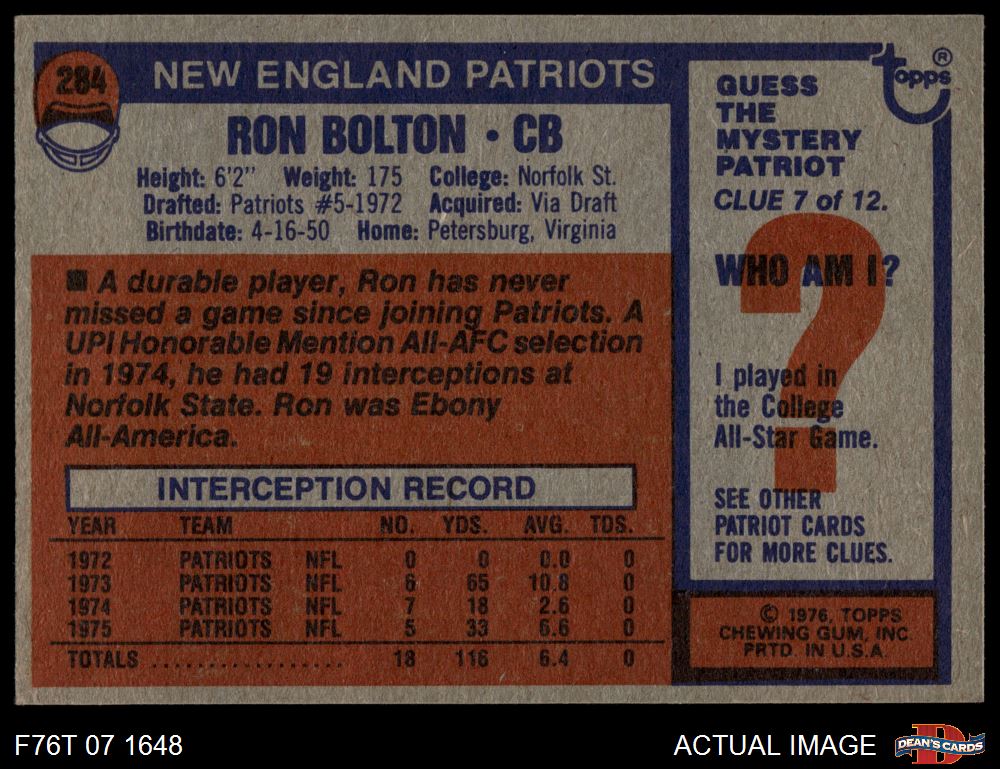 284
NEW ENGLAND PATRIOTS
RON BOLTON • CB
Height: 6'2" Weight: 175 College: Norfolk St.
Drafted: Patriots #5-1972 Acquired: Via Draft
Birthdate: 4-16-50 Home: Petersburg, Virginia
■ A durable player, Ron has never
missed a game since joining Patriots. A
UPI Honorable Mention All-AFC selection
in 1974, he had 19 interceptions at
Norfolk State. Ron was Ebony
All-America.
INTERCEPTION RECORD
YEAR TEAM NO. YDS. AVG. TDS.
1972 PATRIOTS NFL 0 0 0.0 0
1973 PATRIOTS NFL 6 65 10.8 0
1974 PATRIOTS NFL 7 18 2.6 0
1975 PATRIOTS NFL 5 33 6.6 0
TOTALS .................. 18 116 6.4 0
topps ®
GUESS
THE
MYSTERY
PATRIOT
CLUE 7 of 12.
?
WHO AM I?
I played in
the College
All-Star Game.
SEE OTHER
PATRIOT CARDS
FOR MORE CLUES.
© 1976, TOPPS
CHEWING GUM, INC
PRTD. IN U.S.A.
F76T 07 1648
ACTUAL IMAGE
D
DEAN'S CARDS